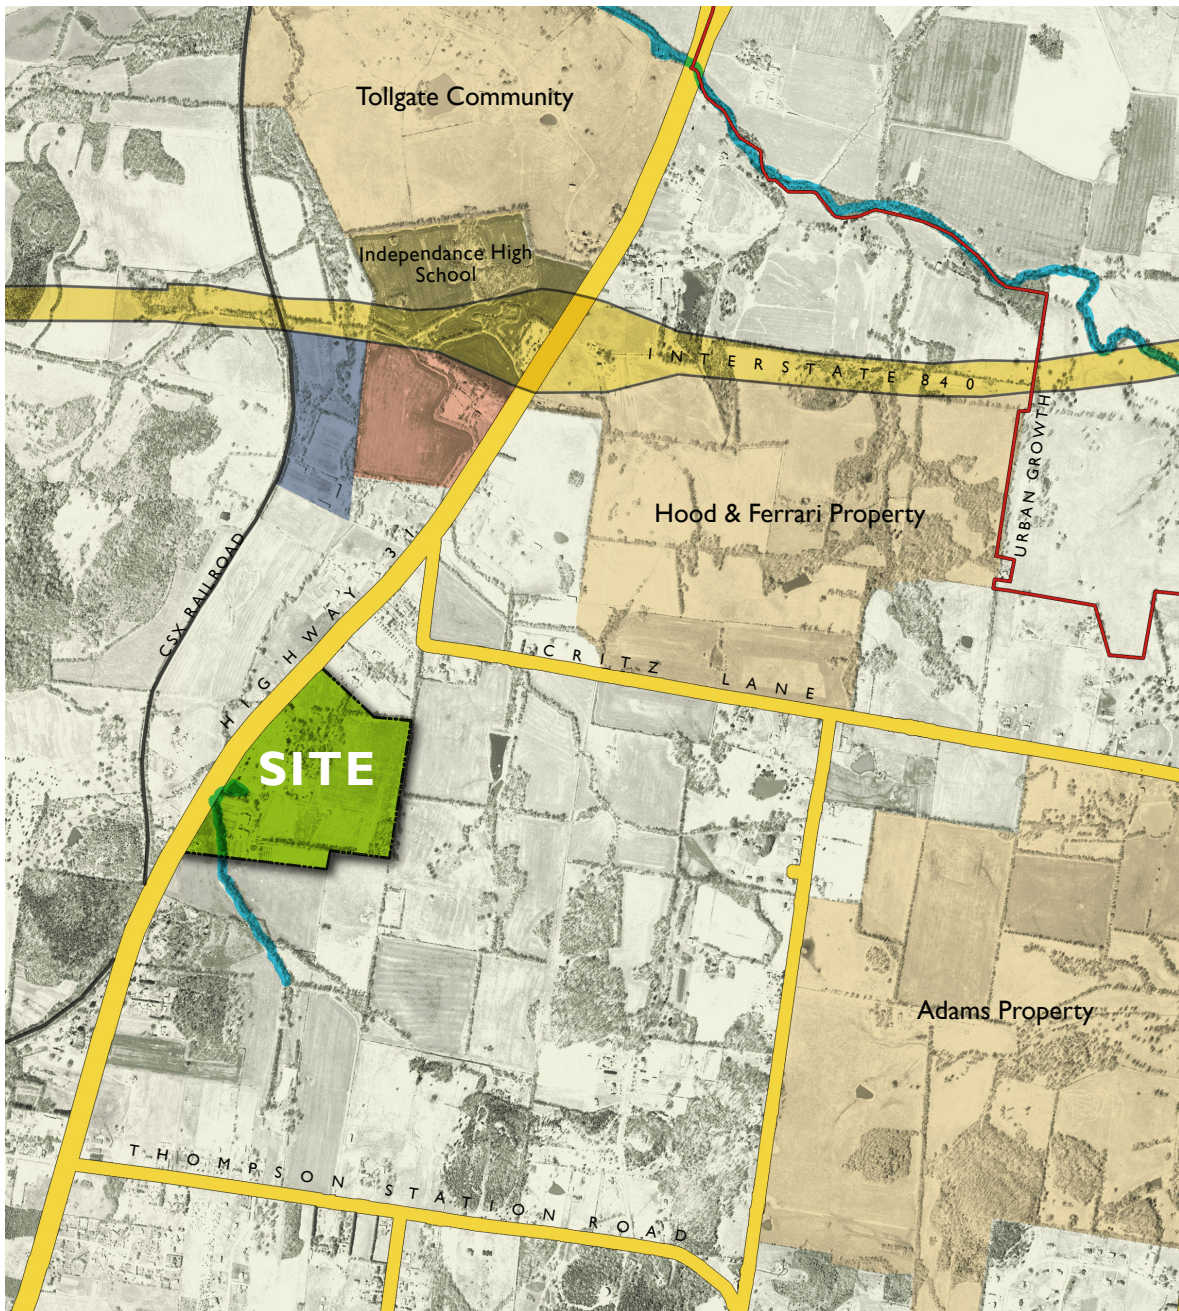 Tollgate Community
Independance High
School
INTERSTATE 840
URBAN GROWTH
Hood & Ferrari Property
CSX RAILROAD
HIGHWAY 31
CRITZ LANE
SITE
Adams Property
THOMPSON STATION ROAD